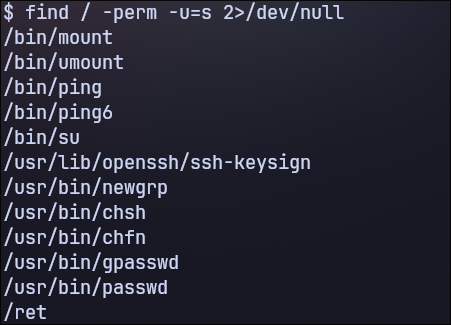 $ find / -perm -u=s 2>/dev/null
/bin/mount
/bin/umount
/bin/ping
/bin/ping6
/bin/su
/usr/lib/openssh/ssh-keysign
/usr/bin/newgrp
/usr/bin/chsh
/usr/bin/chfn
/usr/bin/gpasswd
/usr/bin/passwd
/ret